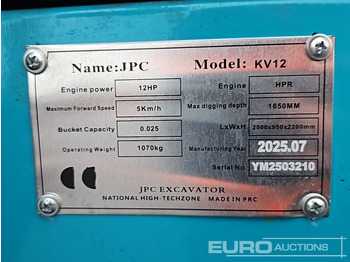 Name:JPC Model: KV12
Engine power 12HP Engine HPR
Maximum Forward Speed 5Km/h Max digging depth 1650MM
Bucket Capacity 0.025 LxWxH 2500x950x2200mm
Operating Weight 1070kg Manufacturing Year 2025.07
Serial No. YM2503210
JPC EXCAVATOR
NATIONAL HIGH-TECHZONE MADE IN PRC
EURO AUCTIONS